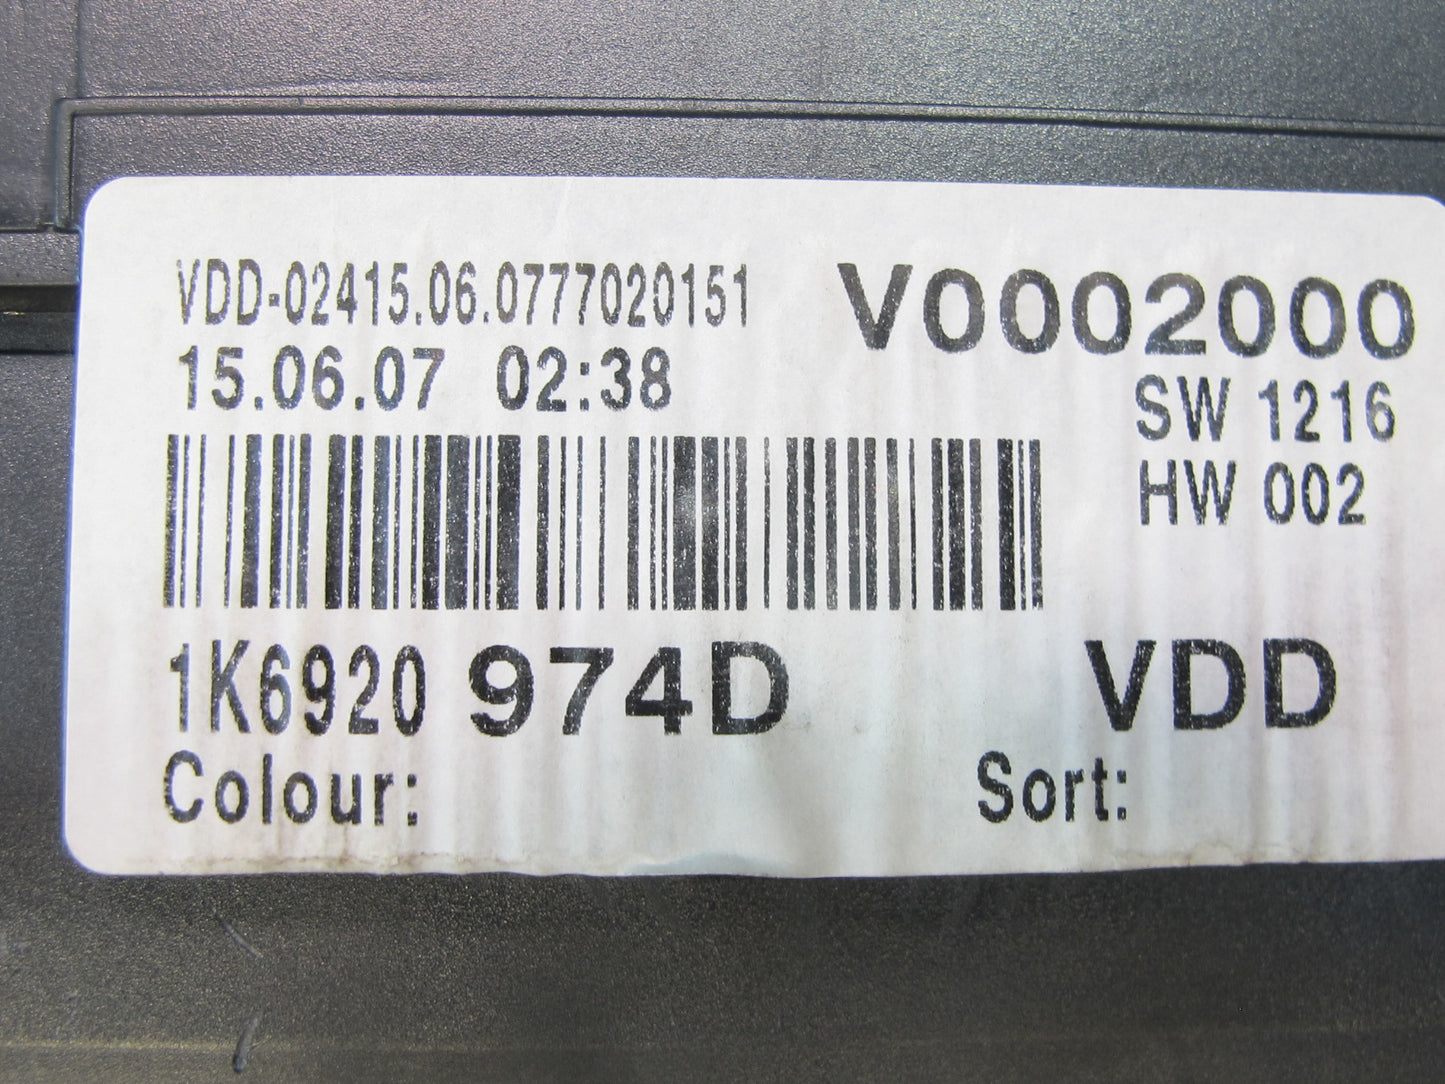 VDD-02415.06.0777020151 V0002000
15.06.07 02:38 SW 1216
HW 002
1K6920 974D VDD
Colour: Sort: